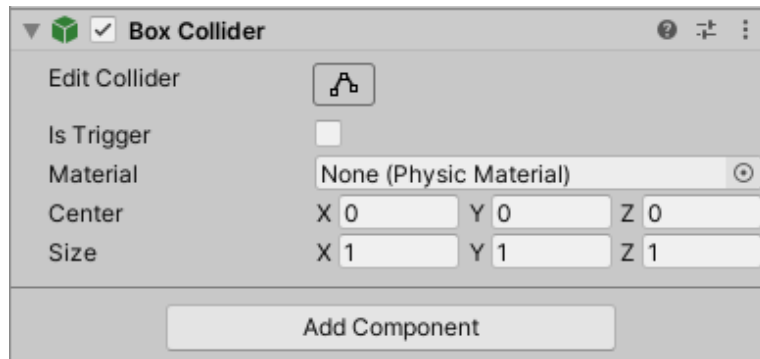 Box Collider
Edit Collider
Is Trigger
Material None (Physic Material)
Center X 0 Y 0 Z 0
Size X 1 Y 1 Z 1
Add Component